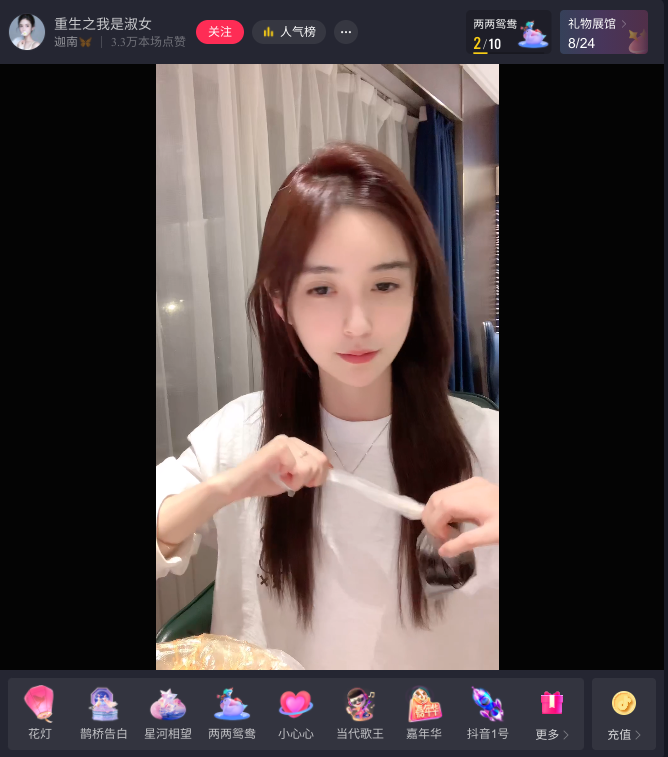 重生之我是淑女
迦南🦋 | 3.3万本场点赞
关注
人气榜
两两鸳鸯
2/10
礼物展馆
8/24
花灯
鹊桥告白
星河相望
两两鸳鸯
小心心
当代歌王
嘉年华
嘉年华
抖音1号
更多
充值